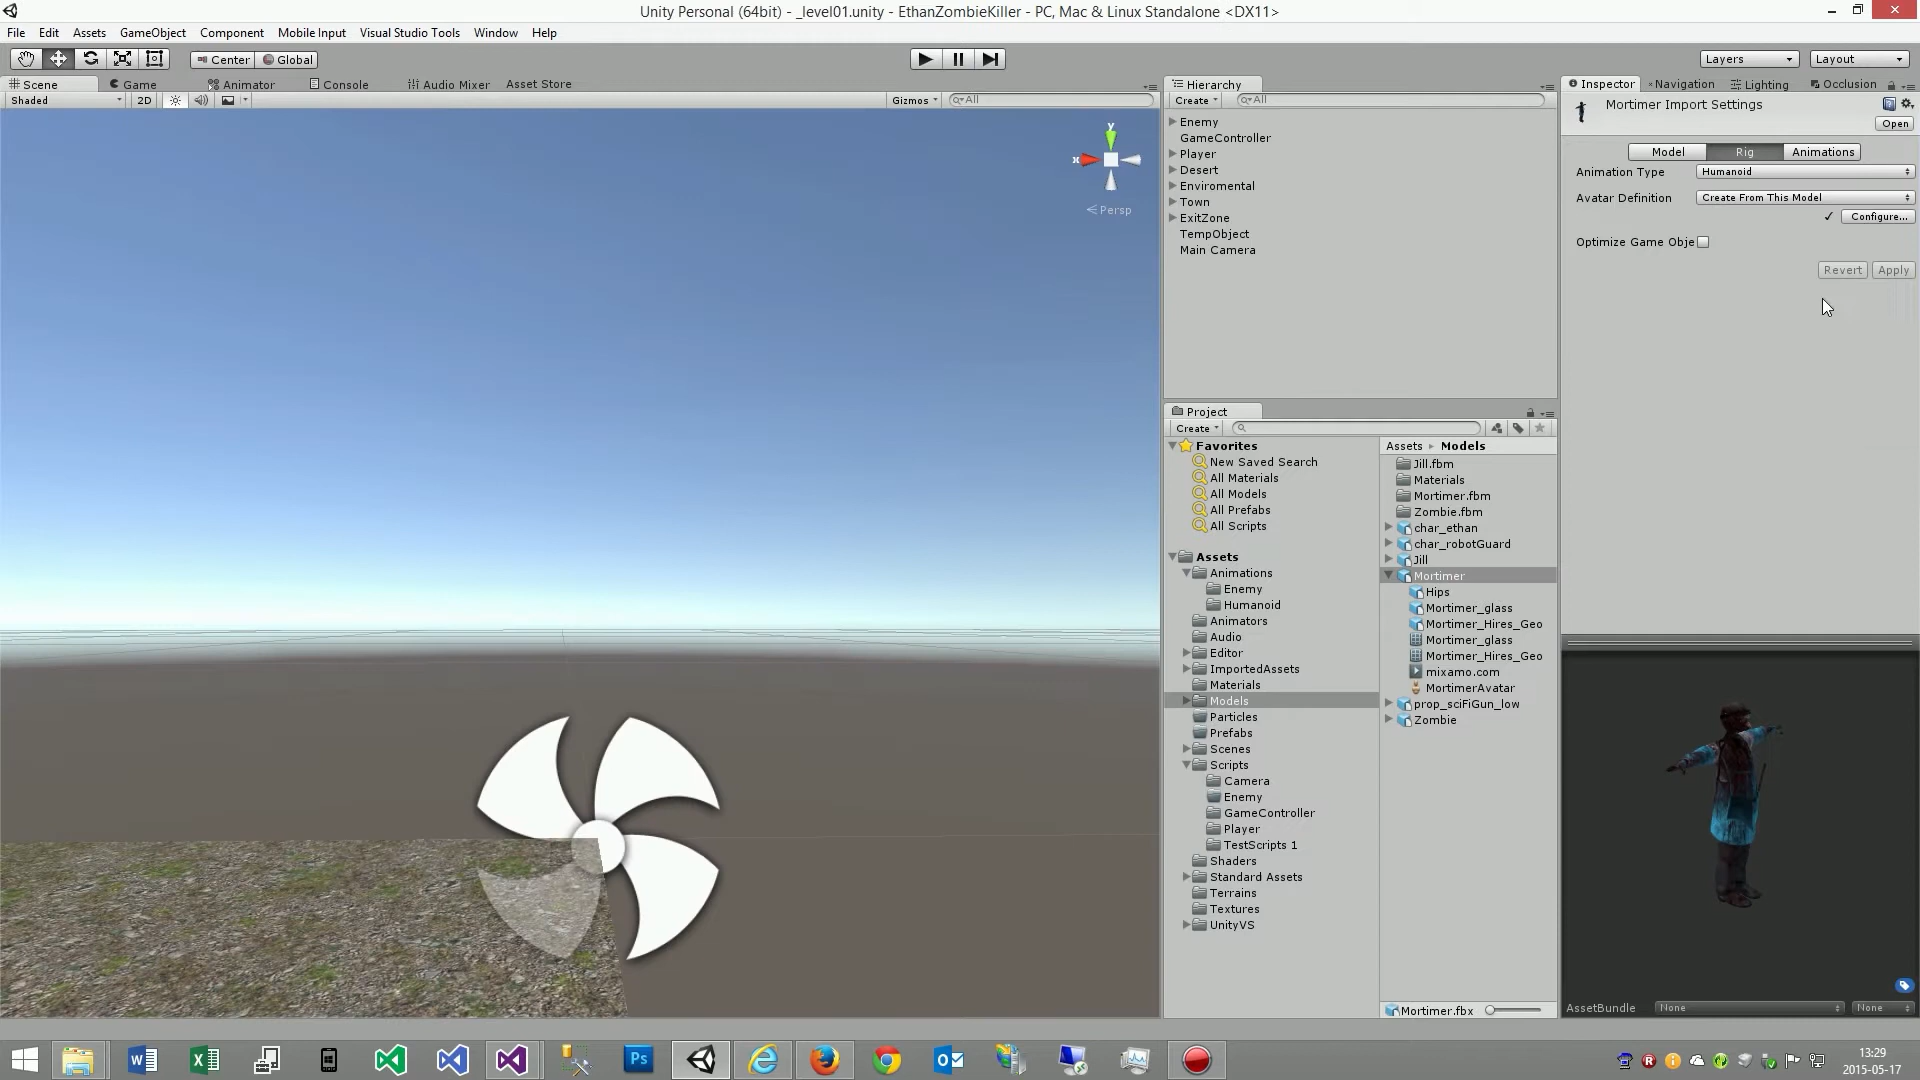 Unity Personal (64bit) - _level01.unity - EthanZombieKiller - PC, Mac & Linux Standalone <DX11>
File Edit Assets GameObject Component Mobile Input Visual Studio Tools Window Help
Center Global
Layers Layout
Scene Game Animator Console Audio Mixer Asset Store
Shaded 2D Gizmos All
y
x
Persp
Hierarchy
Create All
Enemy
GameController
Player
Desert
Enviromental
Town
ExitZone
TempObject
Main Camera
Project
Create
Favorites
New Saved Search
All Materials
All Models
All Prefabs
All Scripts
Assets
Animations
Enemy
Humanoid
Animators
Audio
Editor
ImportedAssets
Materials
Models
Particles
Prefabs
Scenes
Scripts
Camera
Enemy
GameController
Player
TestScripts 1
Shaders
Standard Assets
Terrains
Textures
UnityVS
Assets Models
Jill.fbm
Materials
Mortimer.fbm
Zombie.fbm
char_ethan
char_robotGuard
Jill
Mortimer
Hips
Mortimer_glass
Mortimer_Hires_Geo
Mortimer_glass
Mortimer_Hires_Geo
mixamo.com
MortimerAvatar
prop_sciFiGun_low
Zombie
Mortimer.fbx
Inspector Navigation Lighting Occlusion
Mortimer Import Settings
Open
Model Rig Animations
Animation Type Humanoid
Avatar Definition Create From This Model
✓ Configure...
Optimize Game Obje
Revert Apply
AssetBundle None None
Ps
13:29
2015-05-17